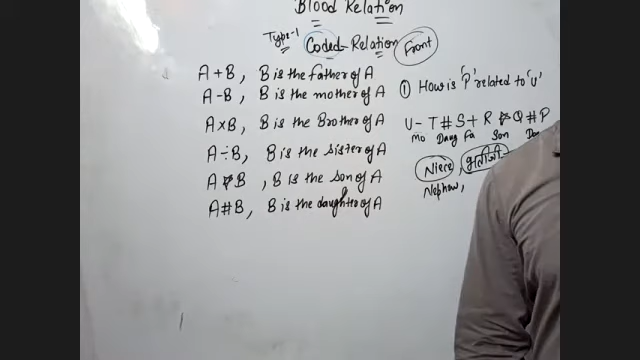 Blood Relation
Type-1 Coded Relation Front
A+B, B is the father of A
A-B, B is the mother of A
A×B, B is the Brother of A
A÷B, B is the sister of A
A B, B is the son of A
A#B, B is the daughter of A
① How is 'P' related to 'U'
U- T # S + R Q # P
Mo Daug Fa Son
Niece, भतीजी
Nephew,